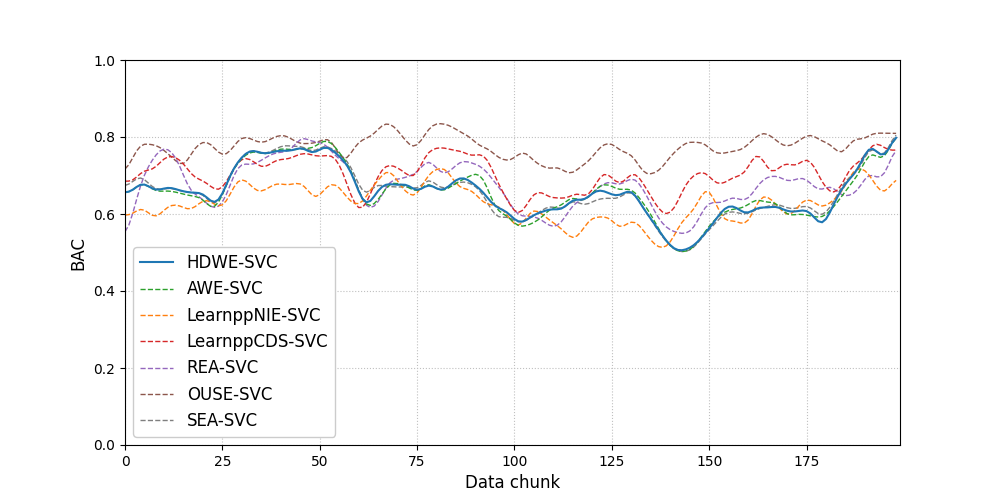 1.0
0.8
0.6
0.4
0.2
0.0
BAC
HDWE-SVC
AWE-SVC
LearnppNIE-SVC
LearnppCDS-SVC
REA-SVC
OUSE-SVC
SEA-SVC
0 25 50 75 100 125 150 175
Data chunk